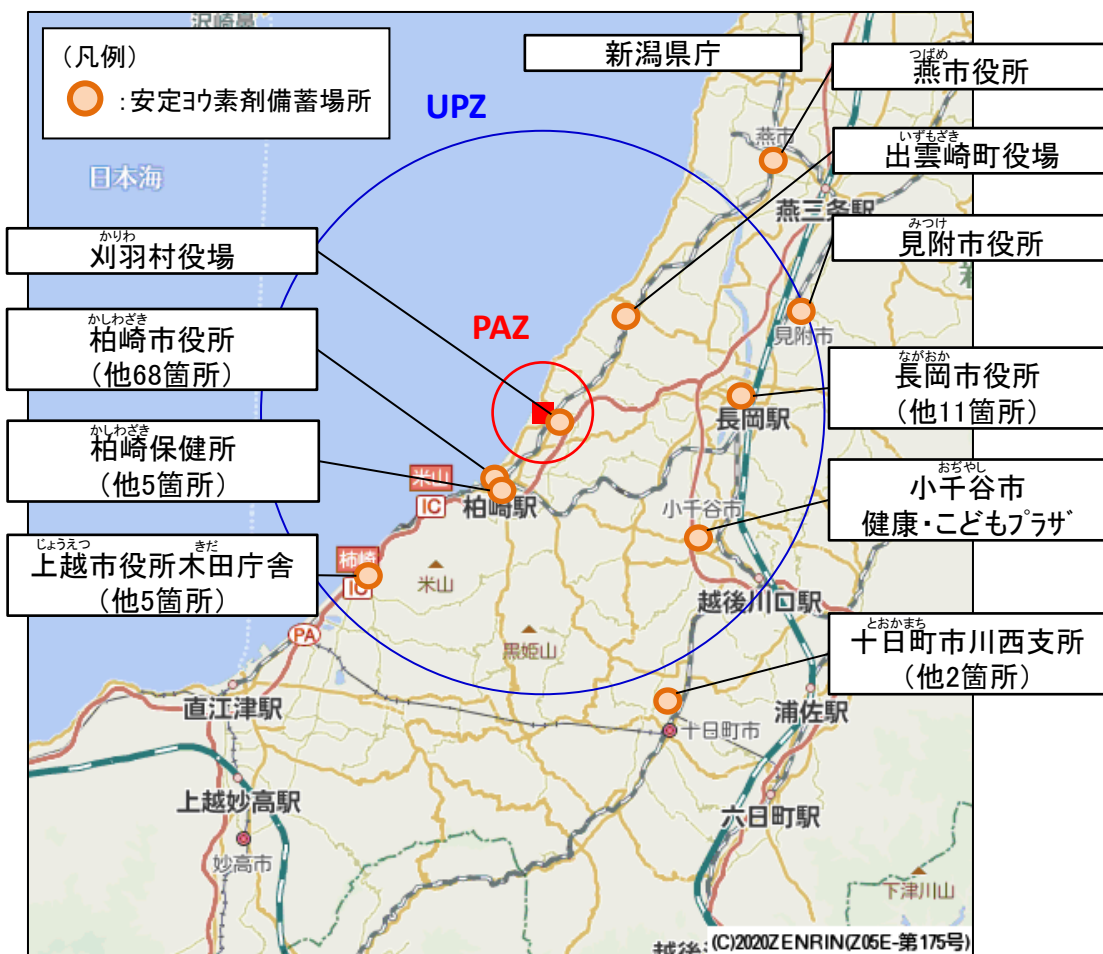 沢崎鼻
(凡例)
:安定ヨウ素剤備蓄場所
新潟県庁
UPZ
日本海
つばめ
燕市役所
燕市
いずもざき
出雲崎町役場
燕三条駅
みつけ
見附市役所
かりわ
刈羽村役場
PAZ
見附市
かしわざき
柏崎市役所
(他68箇所)
ながおか
長岡市役所
(他11箇所)
長岡駅
かしわざき
柏崎保健所
(他5箇所)
米山
IC
柏崎駅
小千谷市
おぢやし
小千谷市
健康・こどもプラザ
じょうえつ きだ
上越市役所木田庁舎
(他5箇所)
柿崎
IC
米山
越後川口駅
PA
黒姫山
とおかまち
十日町市川西支所
(他2箇所)
直江津駅
浦佐駅
十日町市
上越妙高駅
六日町駅
妙高市
下津川山
越後
(C)2020ZENRIN(Z05E-第175号)